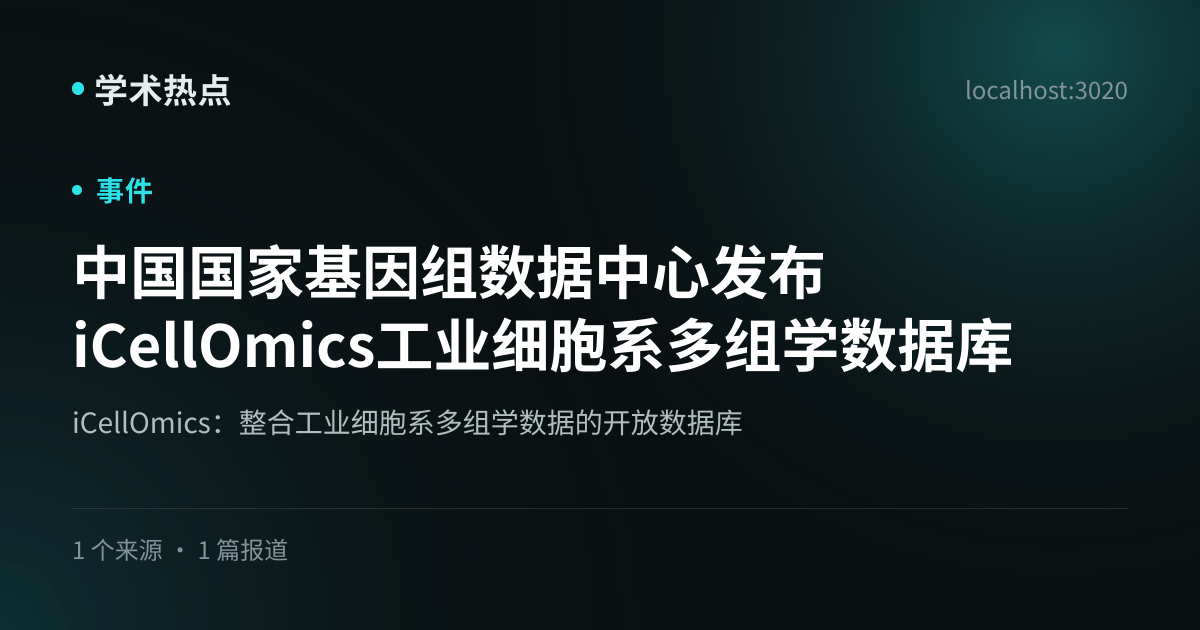 学术热点
localhost:3020
事件
中国国家基因组数据中心发布
iCellOmics工业细胞系多组学数据库
iCellOmics：整合工业细胞系多组学数据的开放数据库
1 个来源 · 1 篇报道